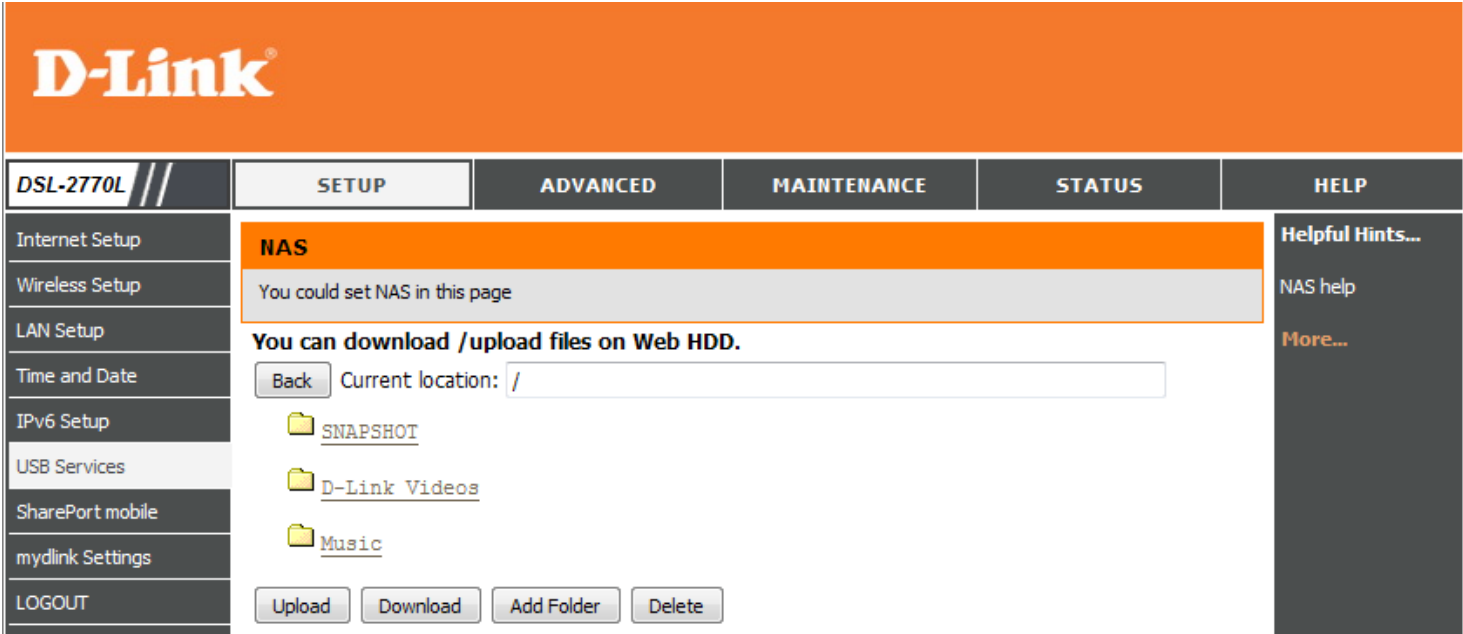 D-Link®
DSL-2770L
SETUP
ADVANCED
MAINTENANCE
STATUS
HELP
Internet Setup
Wireless Setup
LAN Setup
Time and Date
IPv6 Setup
USB Services
SharePort mobile
mydlink Settings
LOGOUT
NAS
You could set NAS in this page
You can download /upload files on Web HDD.
Back Current location: /
SNAPSHOT
D-Link Videos
Music
Upload Download Add Folder Delete
Helpful Hints...
NAS help
More...